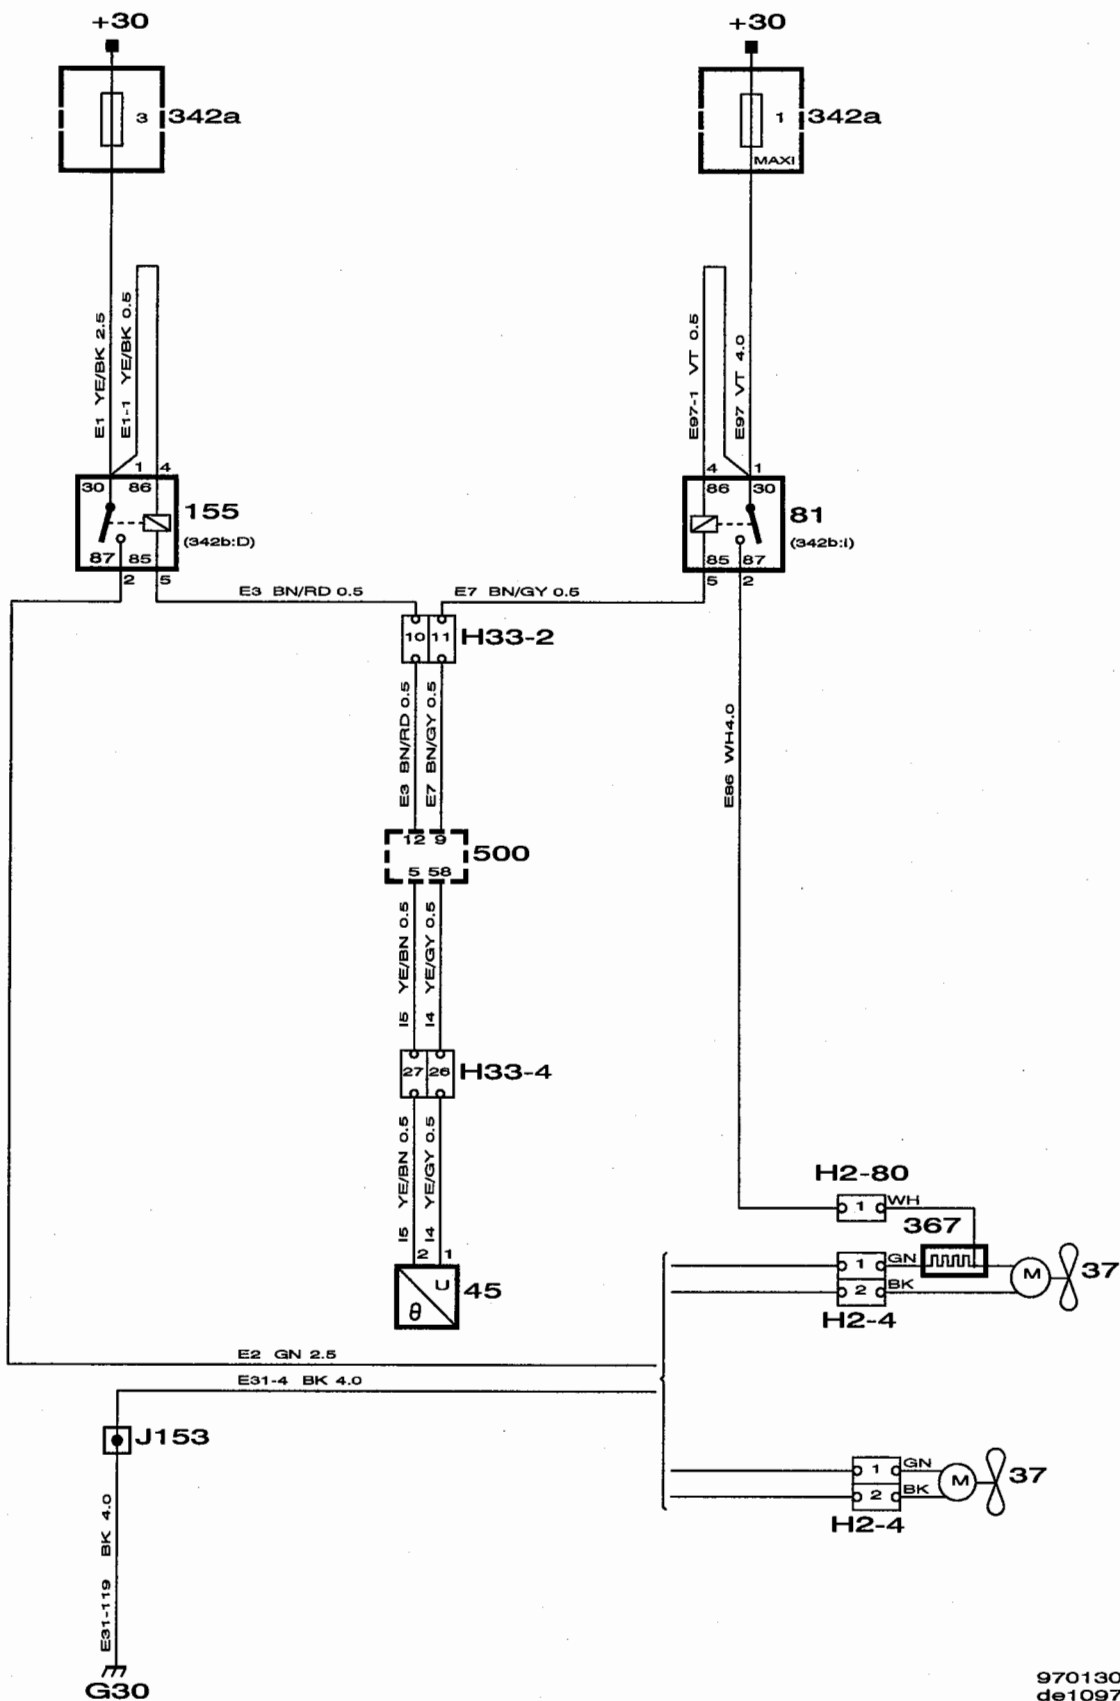 +30
+30
3
342a
1
342a
MAXI
E1 YE/BK 2.5
E1-1 YE/BK 0.5
E97-1 VT 0.5
E97 VT 4.0
1 4
4 1
30 86
86 30
155
81
(342b:D)
(342b:I)
87 85
85 87
2 5
5 2
E3 BN/RD 0.5
E7 BN/GY 0.5
10 11
H33-2
E3 BN/RD 0.5
E7 BN/GY 0.5
E86 WH4.0
12 9
500
5 58
I5 YE/BN 0.5
I4 YE/GY 0.5
27 26
H33-4
I5 YE/BN 0.5
I4 YE/GY 0.5
H2-80
1
WH
367
2 1
1
GN
M
37
U
θ
45
2
BK
H2-4
E2 GN 2.5
E31-4 BK 4.0
J153
1
GN
M
37
2
BK
H2-4
E31-119 BK 4.0
G30
970130
de1097